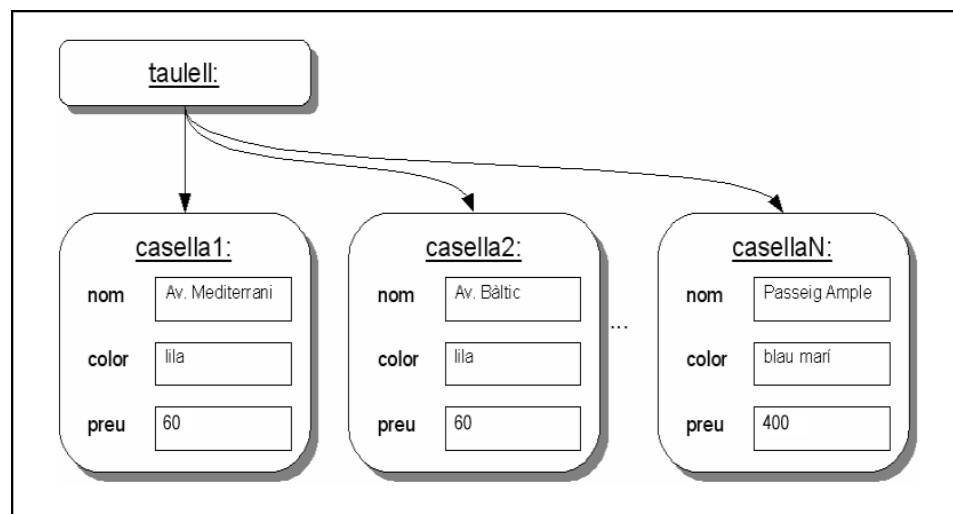 taulell:
casella1:
nom Av. Mediterrani
color lila
preu 60
casella2:
nom Av. Bàltic
color lila
preu 60
...
casellaN:
nom Passeig Ample
color blau marí
preu 400